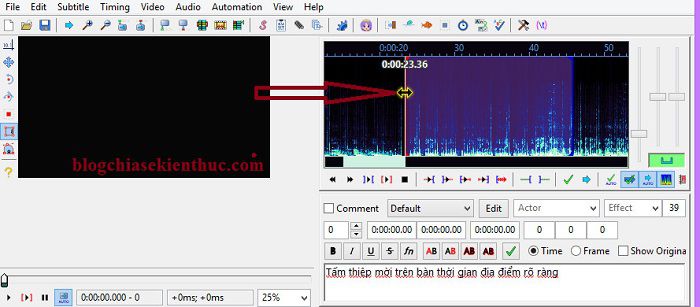 File Edit Subtitle Timing Video Audio Automation View Help
0:00:20 30 40 50
0:00:23.36
blogchiasekienthuc.com
Comment Default Edit Actor Effect 39
0 0:00:00.00 0:00:00.00 0:00:00.00 0 0 0
B I U S fn AB AB AB AB Time Frame Show Origina
Tấm thiệp mời trên bàn thời gian địa điểm rõ ràng
0:00:00.000 - 0 +0ms; +0ms 25%
AUTO